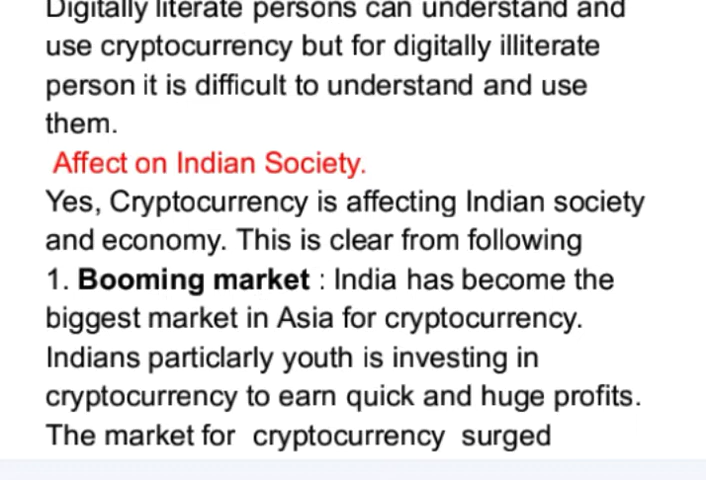 Digitally literate persons can understand and
use cryptocurrency but for digitally illiterate
person it is difficult to understand and use
them.
Affect on Indian Society.
Yes, Cryptocurrency is affecting Indian society
and economy. This is clear from following
1. Booming market : India has become the
biggest market in Asia for cryptocurrency.
Indians particlarly youth is investing in
cryptocurrency to earn quick and huge profits.
The market for cryptocurrency surged